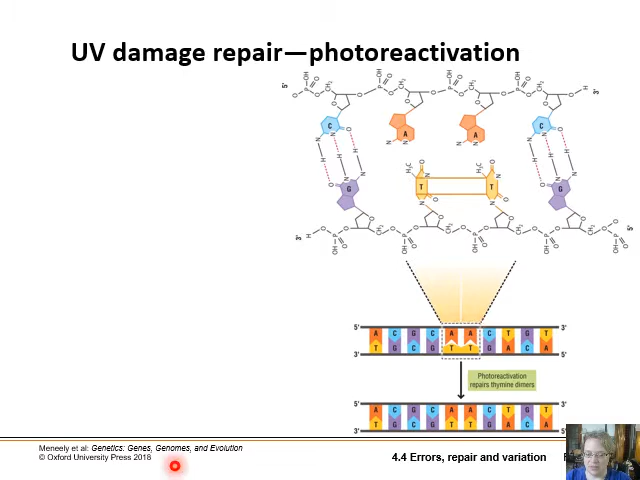 UV damage repair—photoreactivation
5'
3'
C
A
A
C
G
T
T
G
3'
5'
5' A C G C A A C T G T 3'
3' T G C G T T G A C A 5'
Photoreactivation
repairs thymine dimers
5' A C G C A A C T G T 3'
3' T G C G T T G A C A 5'
Meneely et al: Genetics: Genes, Genomes, and Evolution
© Oxford University Press 2018
4.4 Errors, repair and variation